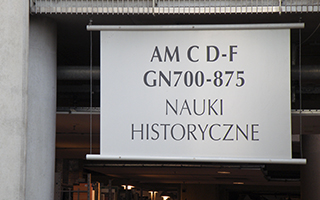 AM C D-F
GN700-875
NAUKI
HISTORYCZNE